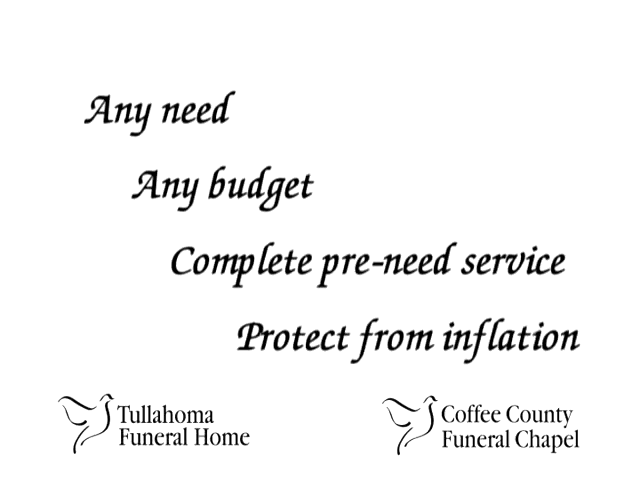 Any need
Any budget
Complete pre-need service
Protect from inflation
Tullahoma
Funeral Home
Coffee County
Funeral Chapel